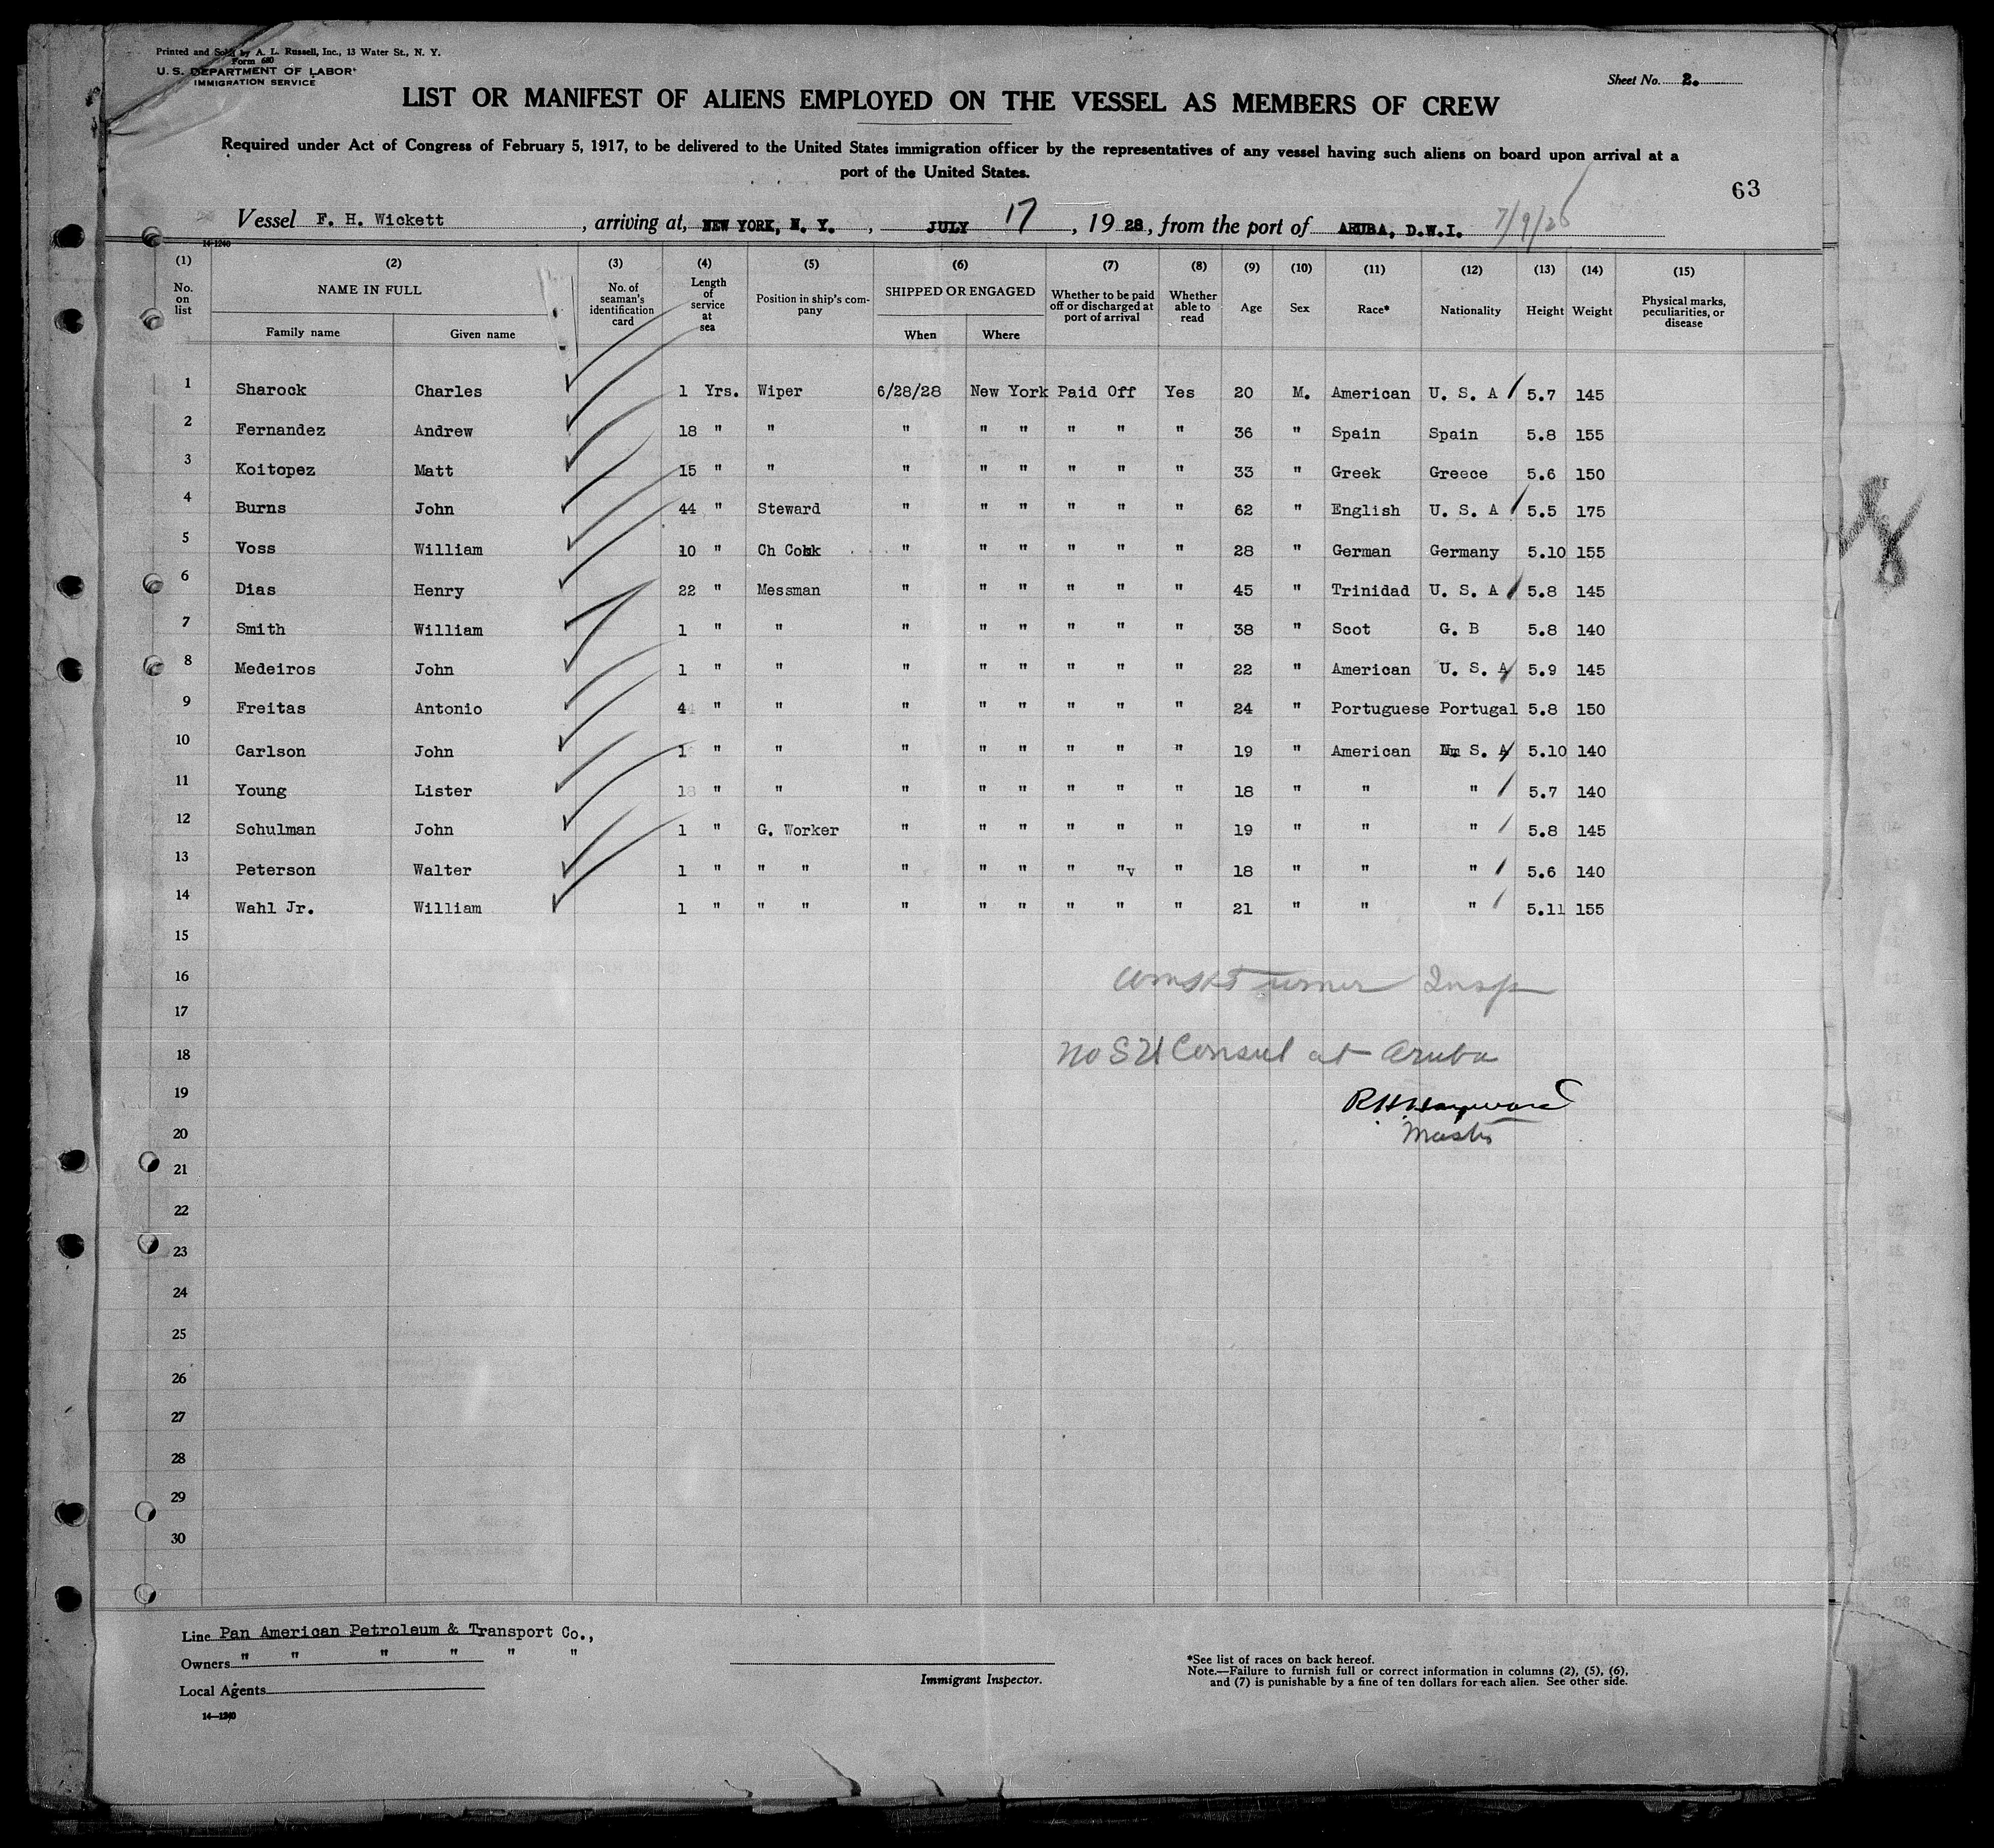 Printed and Sold by A. L. Russell, Inc., 13 Water St., N. Y.
Form 680
U. S. DEPARTMENT OF LABOR
IMMIGRATION SERVICE
Sheet No. 2.
LIST OR MANIFEST OF ALIENS EMPLOYED ON THE VESSEL AS MEMBERS OF CREW
Required under Act of Congress of February 5, 1917, to be delivered to the United States immigration officer by the representatives of any vessel having such aliens on board upon arrival at a
port of the United States.
63
Vessel F. H. Wickett, arriving at, NEW YORK, N. Y., JULY 17, 1928, from the port of ARUBA, D.W.I. 7/9/28
14-1240
(1) (2) (3) (4) (5) (6) (7) (8) (9) (10) (11) (12) (13) (14) (15)
No. on list NAME IN FULL Family name Given name No. of seaman's identification card Length of service at sea Position in ship's company SHIPPED OR ENGAGED When Where Whether to be paid off or discharged at port of arrival Whether able to read Age Sex Race* Nationality Height Weight Physical marks, peculiarities, or disease
1 Sharock Charles 1 Yrs. Wiper 6/28/28 New York Paid Off Yes 20 M. American U. S. A 5.7 145
2 Fernandez Andrew 18 " " " " " " " " 36 " Spain Spain 5.8 155
3 Koitopez Matt 15 " " " " " " " " 33 " Greek Greece 5.6 150
4 Burns John 44 " Steward " " " " " " 62 " English U. S. A 5.5 175
5 Voss William 10 " Ch Cook " " " " " " 28 " German Germany 5.10 155
6 Dias Henry 22 " Messman " " " " " " 45 " Trinidad U. S. A 5.8 145
7 Smith William 1 " " " " " " " " 38 " Scot G. B 5.8 140
8 Medeiros John 1 " " " " " " " " 22 " American U. S. A 5.9 145
9 Freitas Antonio 4 " " " " " " " " 24 " Portuguese Portugal 5.8 150
10 Carlson John 1 " " " " " " " " 19 " American S. A 5.10 140
11 Young Lister " " " " " " " " 18 " " " 5.7 140
12 Schulman John 1 " G. Worker " " " " " " 19 " " " 5.8 145
13 Peterson Walter 1 " " " " " " " "v " 18 " " " 5.6 140
14 Wahl Jr. William 1 " " " " " " " " " 21 " " " 5.11 155
15
16
Turner Insp
17
18
No Consul at Aruba
19
R H Hayward
20
Master
21
22
23
24
25
26
27
28
29
30
Line Pan American Petroleum & Transport Co.,
Owners " " " " " "
Local Agents
14—1240
Immigrant Inspector.
*See list of races on back hereof.
Note.—Failure to furnish full or correct information in columns (2), (5), (6),
and (7) is punishable by a fine of ten dollars for each alien. See other side.